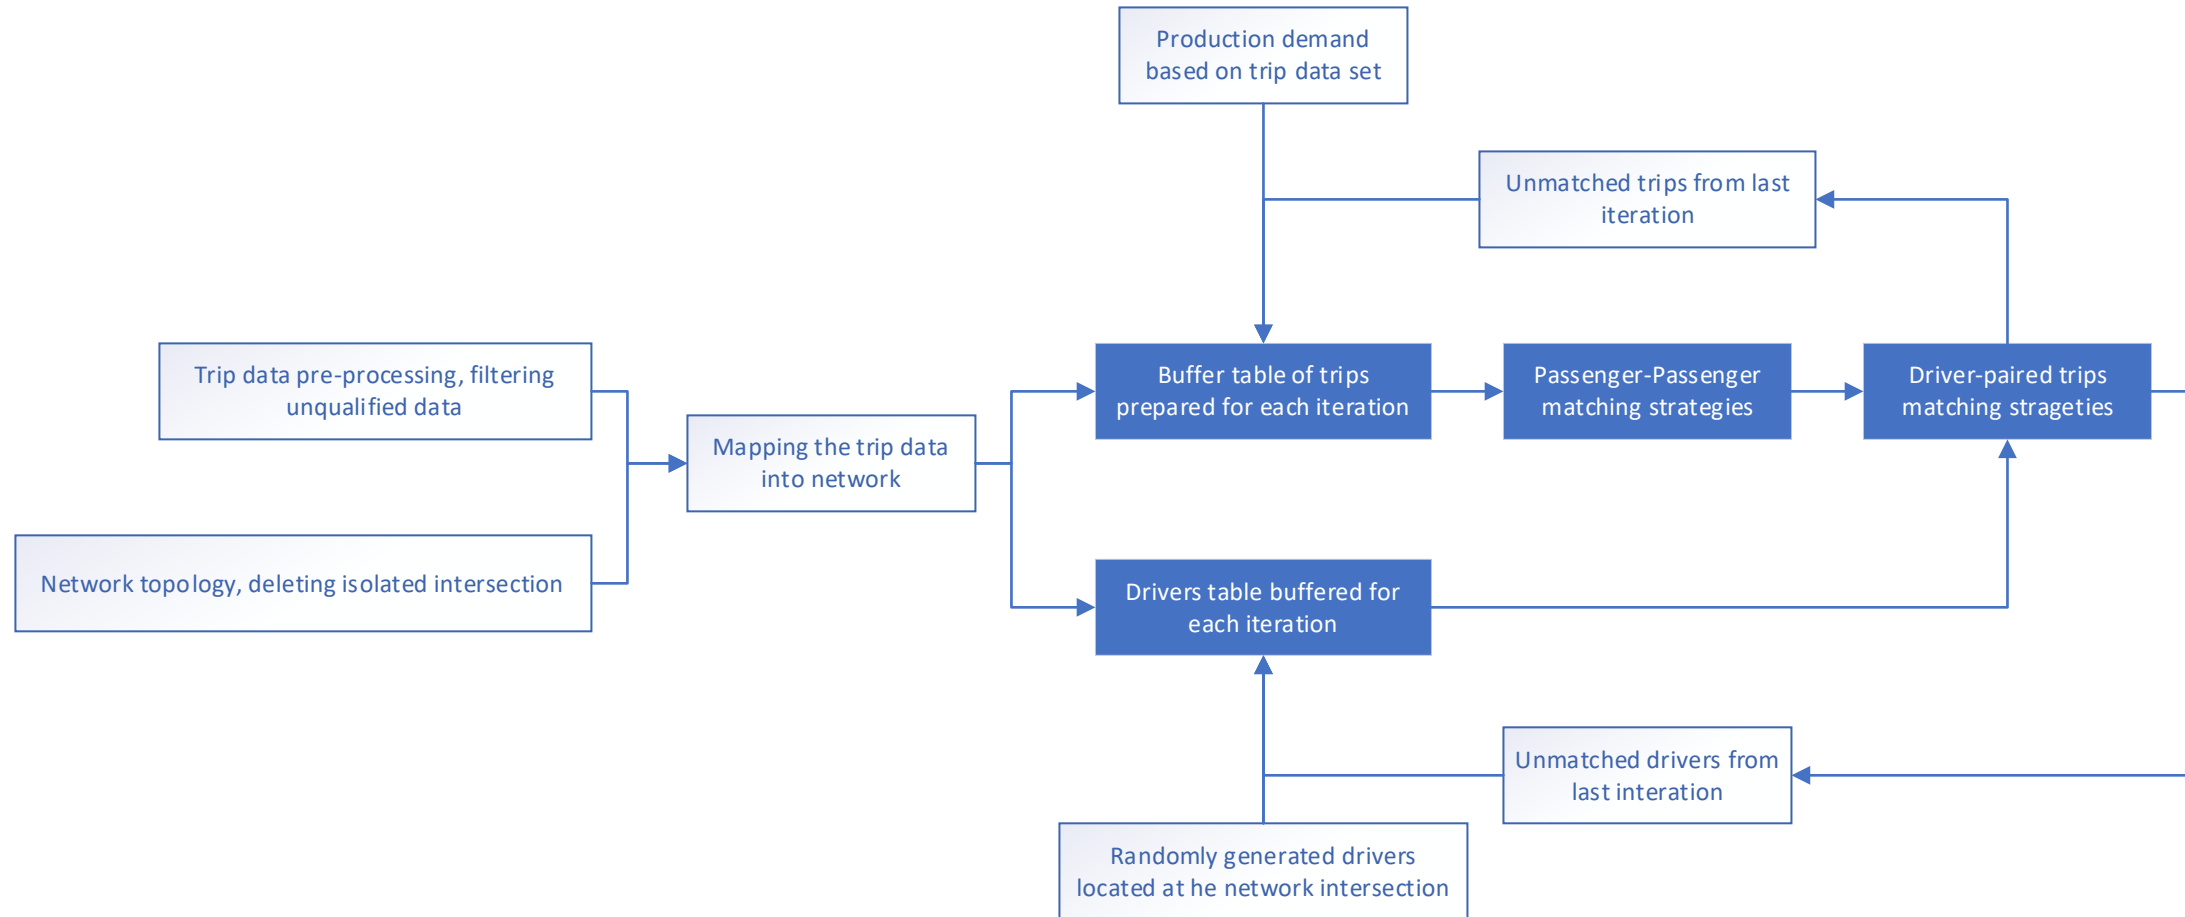 Production demand
based on trip data set
Unmatched trips from last
iteration
Trip data pre-processing, filtering
unqualified data
Network topology, deleting isolated intersection
Mapping the trip data
into network
Buffer table of trips
prepared for each iteration
Passenger-Passenger
matching strategies
Driver-paired trips
matching strageties
Drivers table buffered for
each iteration
Unmatched drivers from
last interation
Randomly generated drivers
located at he network intersection